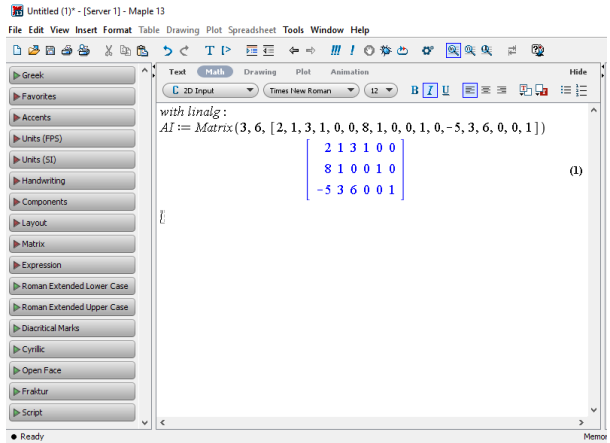 Untitled (1)* - [Server 1] - Maple 13
File Edit View Insert Format Table Drawing Plot Spreadsheet Tools Window Help
Text Math Drawing Plot Animation Hide
C 2D Input Times New Roman 12 B I U
Greek
Favorites
Accents
Units (FPS)
Units (SI)
Handwriting
Components
Layout
Matrix
Expression
Roman Extended Lower Case
Roman Extended Upper Case
Diacritical Marks
Cyrillic
Open Face
Fraktur
Script
with linalg :
AI := Matrix(3, 6, [2, 1, 3, 1, 0, 0, 8, 1, 0, 0, 1, 0, -5, 3, 6, 0, 0, 1])
2 1 3 1 0 0
8 1 0 0 1 0
-5 3 6 0 0 1
(1)
Ready Memor